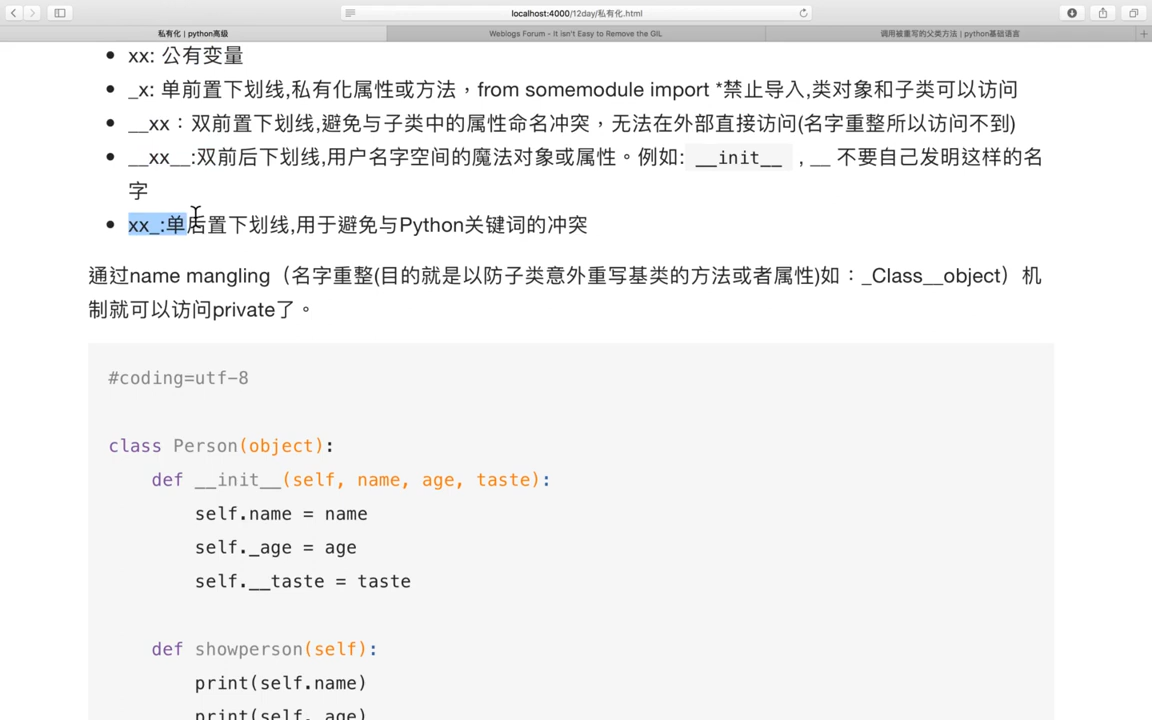 localhost:4000/12day/私有化.html
私有化 | python高级
Weblogs Forum - It isn't Easy to Remove the GIL
调用被重写的父类方法 | python基础语言
• xx: 公有变量
• _x: 单前置下划线,私有化属性或方法，from somemodule import *禁止导入,类对象和子类可以访问
• __xx：双前置下划线,避免与子类中的属性命名冲突，无法在外部直接访问(名字重整所以访问不到)
• __xx__:双前后下划线,用户名字空间的魔法对象或属性。例如: __init__ , __ 不要自己发明这样的名
字
• xx_:单后置下划线,用于避免与Python关键词的冲突
通过name mangling（名字重整(目的就是以防子类意外重写基类的方法或者属性)如：_Class__object）机
制就可以访问private了。
#coding=utf-8
class Person(object):
def __init__(self, name, age, taste):
self.name = name
self._age = age
self.__taste = taste
def showperson(self):
print(self.name)
print(self._age)